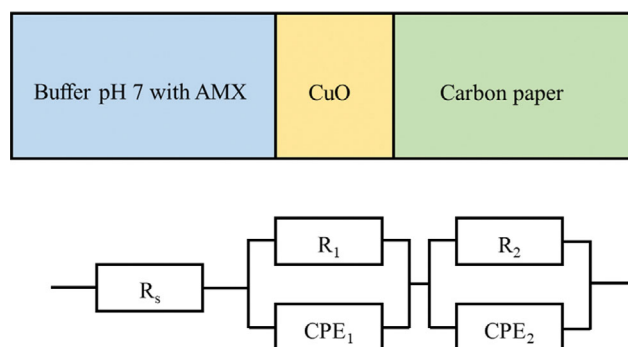 Buffer pH 7 with AMX
CuO
Carbon paper
R₁
R₂
Rₛ
CPE₁
CPE₂